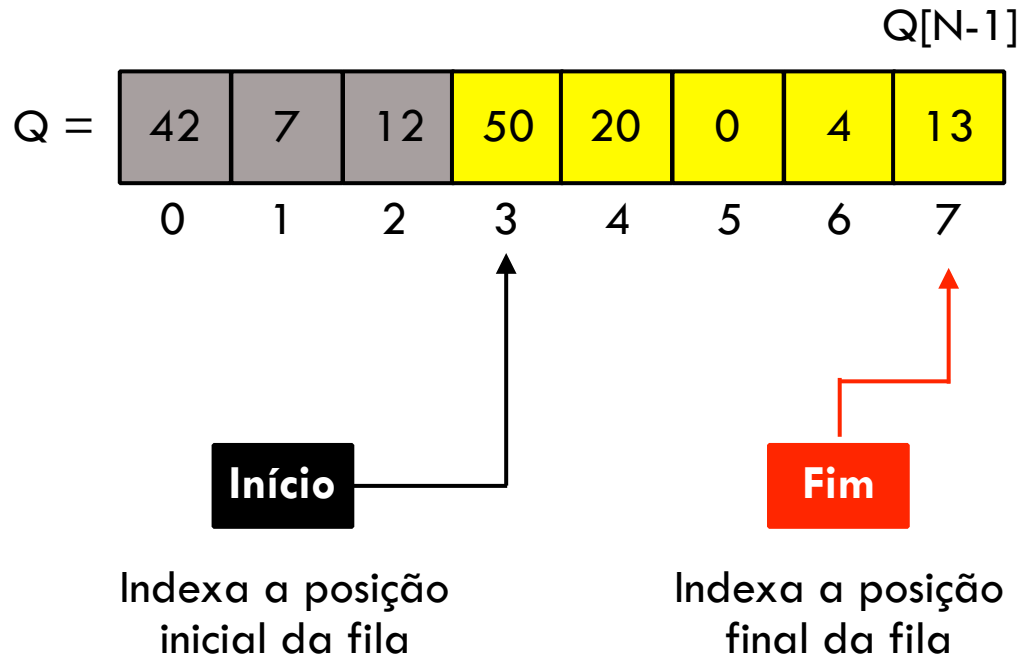 Q[N-1]
Q = 42 7 12 50 20 0 4 13
0 1 2 3 4 5 6 7
Início Fim
Indexa a posição
inicial da fila
Indexa a posição
final da fila